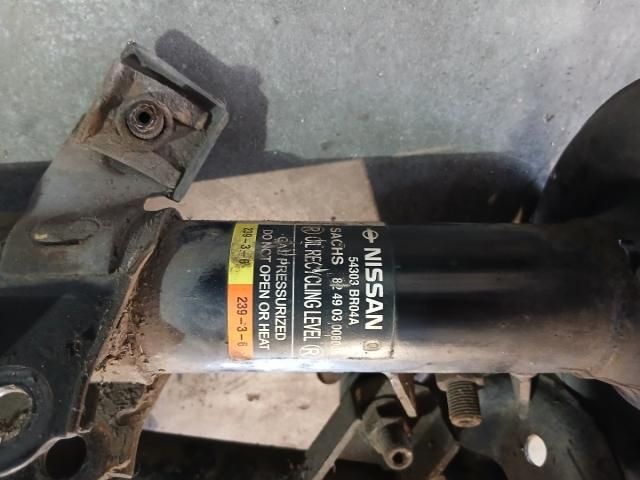 NISSAN
54303 BR04A
SACHS
Ⓡ OIL RECYCLING LEVEL
GAS PRESSURIZED
DO NOT OPEN OR HEAT
239-3-6
239-3-6